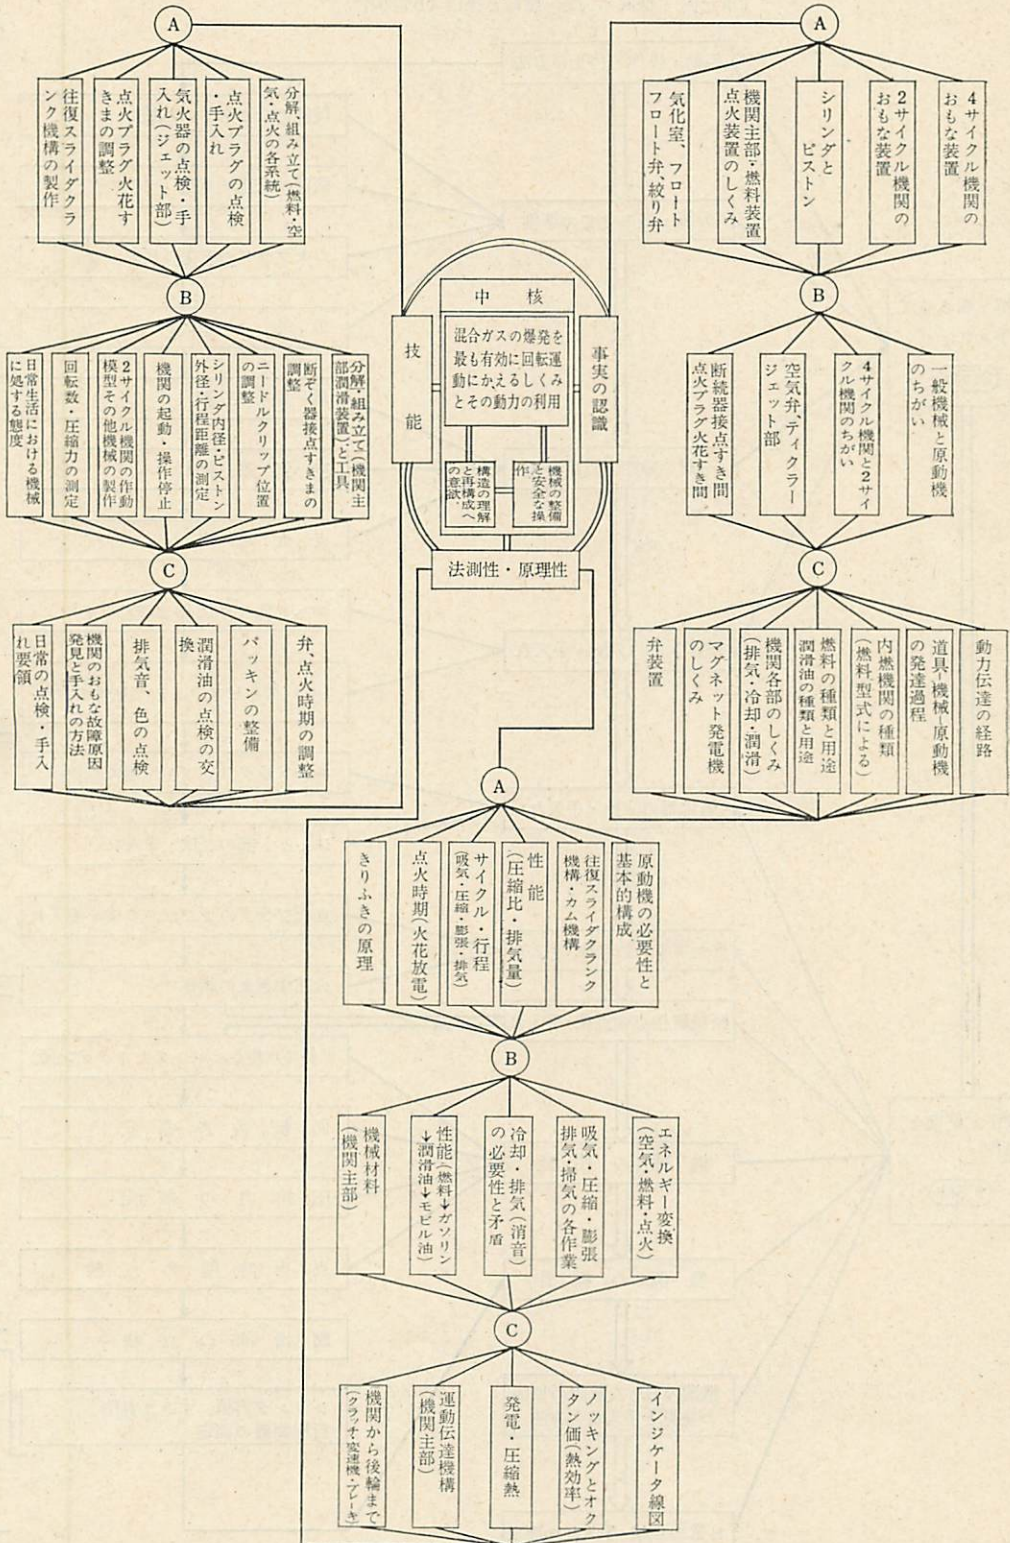 A
分解、組み立て(燃料・空
気・点火の各系統)
点火プラグの点検
・手入れ
気火器の点検・手
入れ(ジェット部)
点火プラグ火花す
きまの調整
往復スライダクラ
ンク機構の製作
B
分解・組み立て(機関主
部潤滑装置)と工具、
断ぞく器接点すきまの
調整
ニードルクリップ位置
の調整
シリンダ内径・ピストン
外径・行程距離の測定
機関の起動・操作停止
2サイクル機関の作動
模型その他機械の製作
回転数・圧縮力の測定
日常生活における機械
に処する態度
C
弁、点火時期の調整
パッキンの整備
潤滑油の点検の交
換
排気音、色の点検
機関のおもな故障原因
発見と手入れの方法
日常の点検・手入
れ要領
技能
中核
混合ガスの爆発を
最も有効に回転運
動にかえるしくみ
とその動力の利用
機械の整備
と安全な操
作。
構造の理解
と再構成へ
の意欲。
事実の認識
法測性・原理性
A
4サイクル機関の
おもな装置
2サイクル機関の
おもな装置
シリンダと
ピストン
機関主部・燃料装置
点火装置のしくみ
気化室、フロート
フロート弁、絞り弁
B
一般機械と原動機
のちがい
4サイクル機関と2サイ
クル機関のちがい
空気弁、ティクラー
ジェット部
断続器接点すき間
点火プラグ火花すき間
C
動力伝達の経路
道具―機械―原動機
の発達過程
内燃機関の種類
(燃料型式による)
燃料の種類と用途
潤滑油の種類と用途
機関各部のしくみ
(排気・冷却・潤滑)
マグネット発電機
のしくみ
弁装置
A
原動機の必要性と
基本的構成
往復スライダクランク
機構・カム機構
性能
(圧縮比・排気量)
サイクル・行程
(吸気・圧縮・膨張・排気)
点火時期(火花放電)
きりふきの原理
B
エネルギー変換
(空気・燃料・点火)
吸気・圧縮・膨張
排気・掃気の各作業
冷却・排気(消音)
の必要性と矛盾
性能(燃料→ガソリン
→潤滑油→モビル油)
機械材料
(機関主部)
C
インジケータ線図
ノッキングとオク
タン価(熱効率)
発電・圧縮熱
運動伝達機構
(機関主部)
機関から後輪まで
(クラッチ・変速機・ブレーキ)